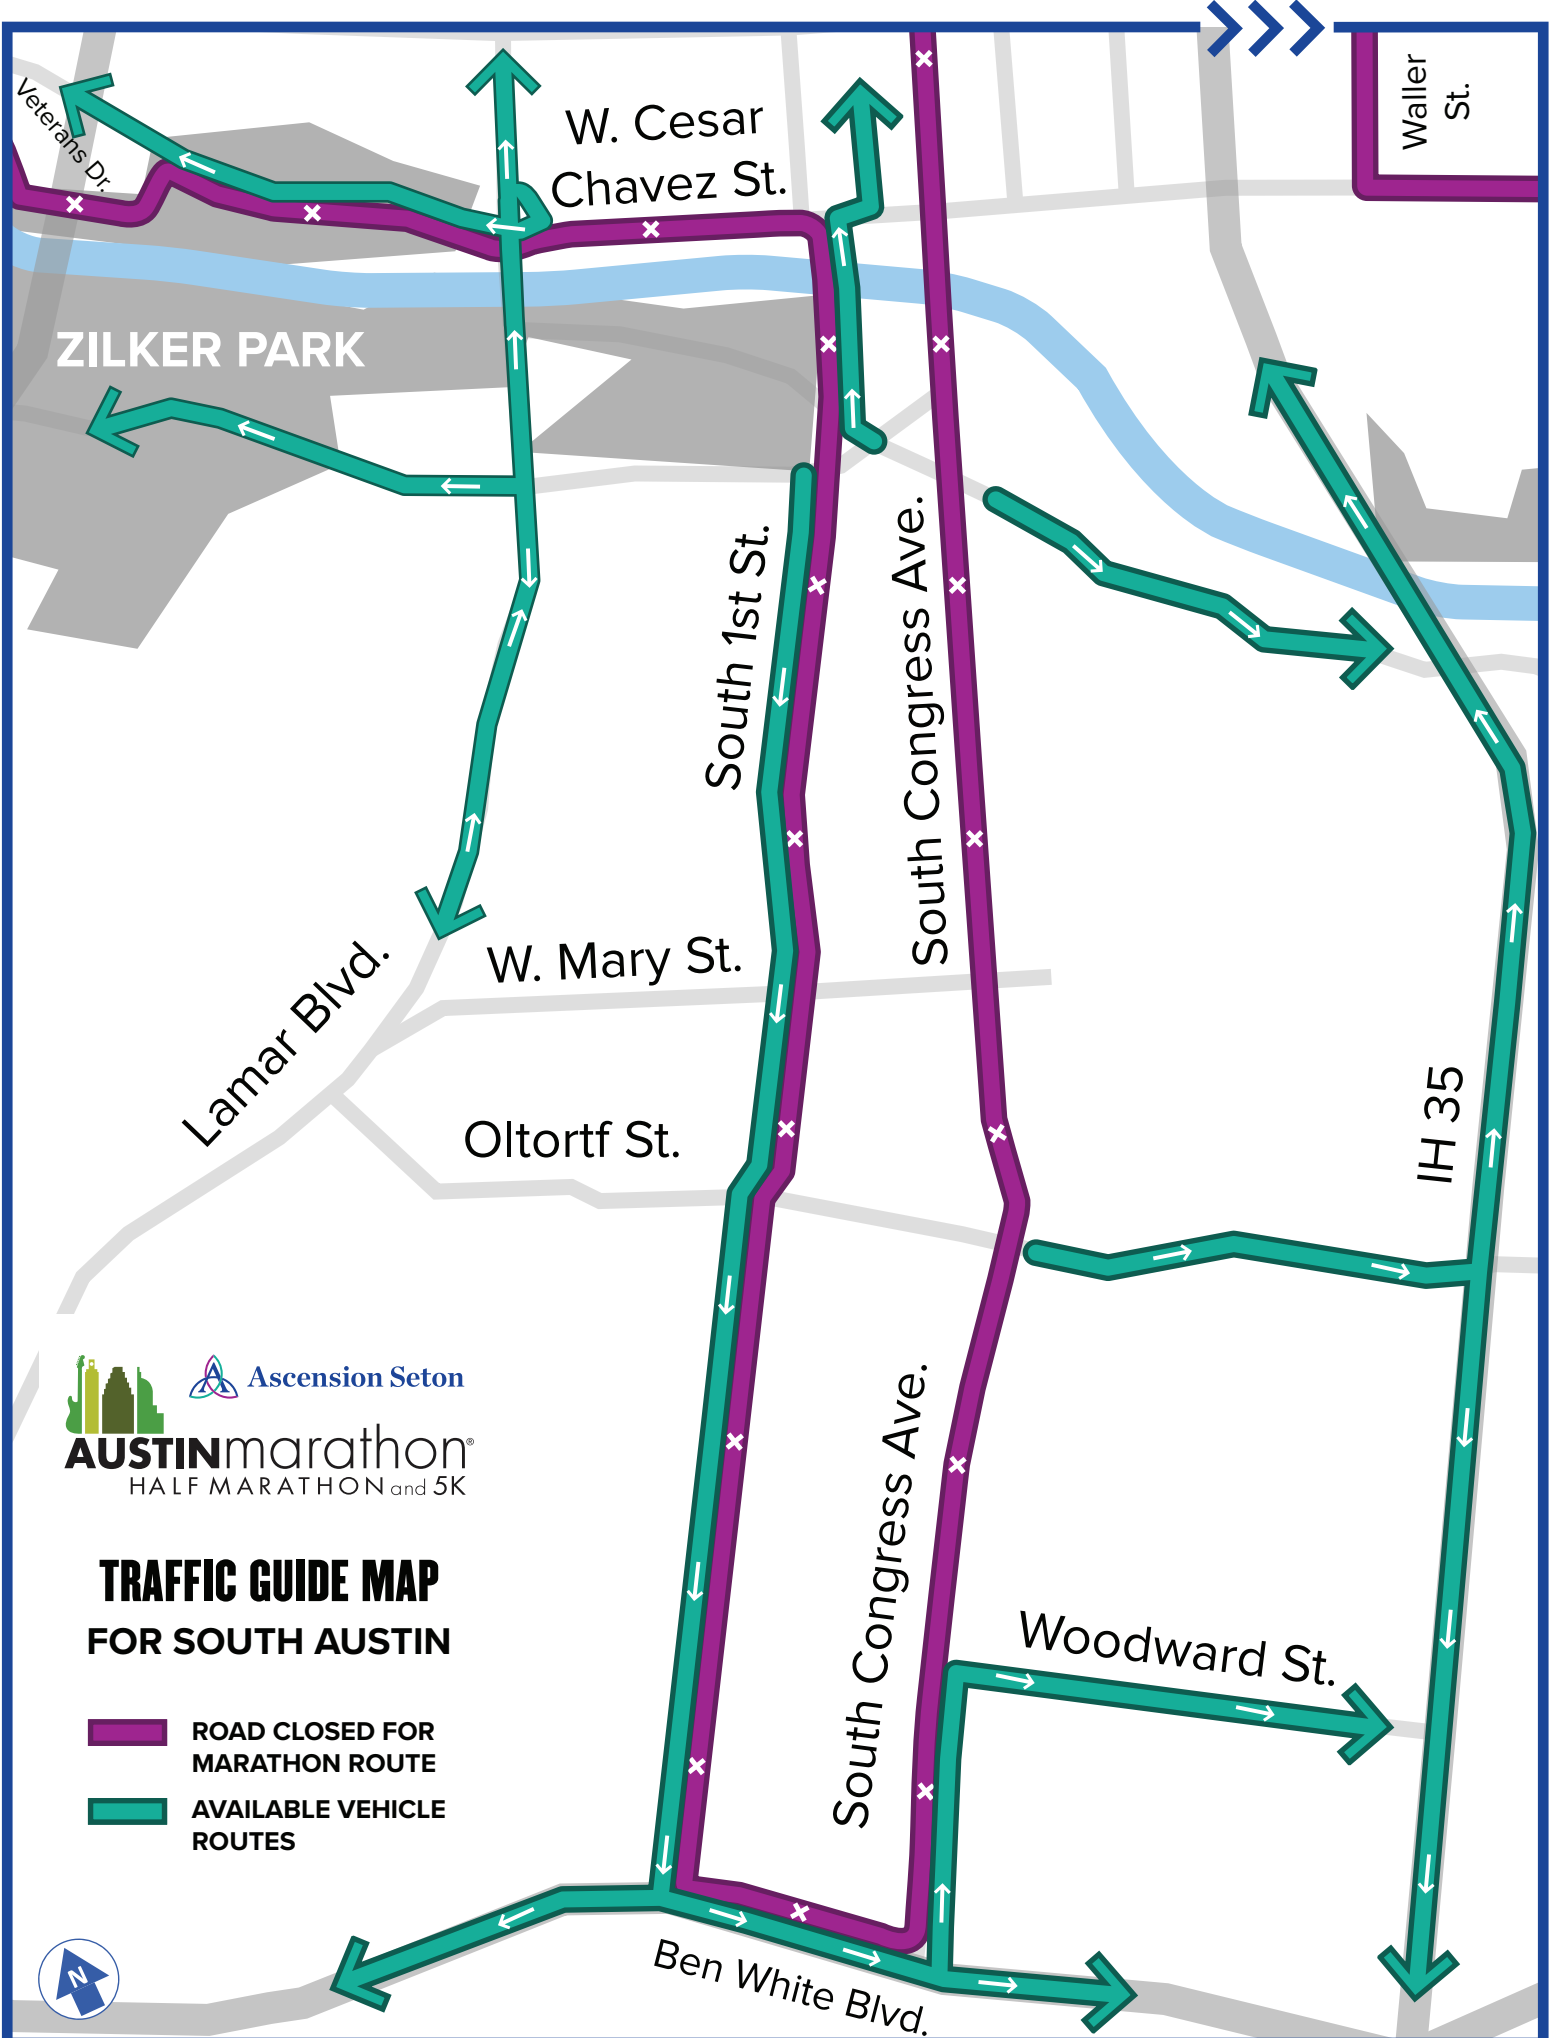 Waller
St.
Veterans Dr.
W. Cesar
Chavez St.
ZILKER PARK
South 1st St.
South Congress Ave.
Lamar Blvd.
W. Mary St.
Oltorf St.
IH 35
Ascension Seton
AUSTINmarathon®
HALF MARATHON and 5K
South Congress Ave.
TRAFFIC GUIDE MAP
FOR SOUTH AUSTIN
Woodward St.
ROAD CLOSED FOR
MARATHON ROUTE
AVAILABLE VEHICLE
ROUTES
Ben White Blvd.
N